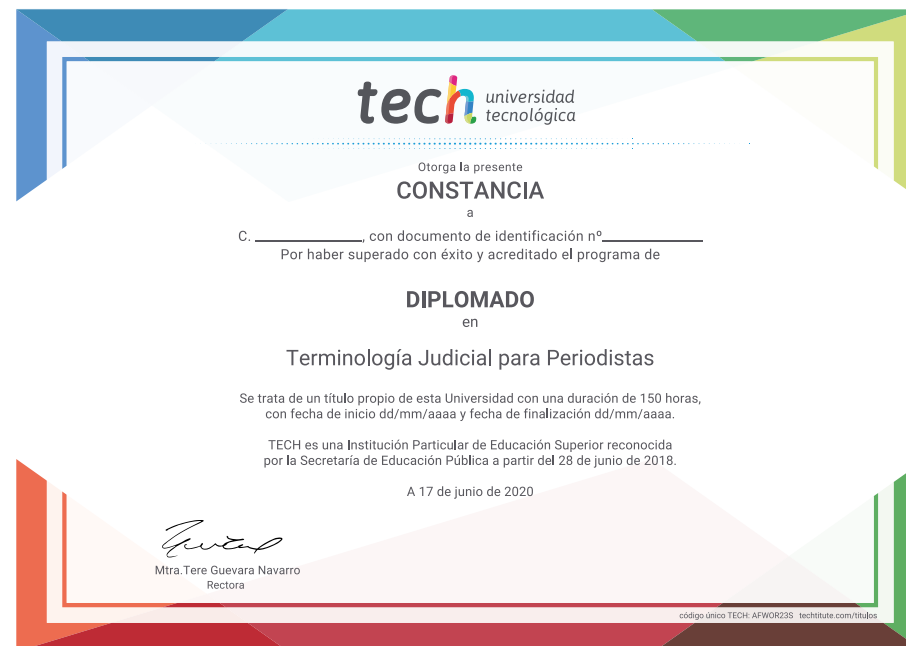 tech universidad
tecnológica
Otorga la presente
CONSTANCIA
a
C. ______________, con documento de identificación nº_____________
Por haber superado con éxito y acreditado el programa de
DIPLOMADO
en
Terminología Judicial para Periodistas
Se trata de un título propio de esta Universidad con una duración de 150 horas,
con fecha de inicio dd/mm/aaaa y fecha de finalización dd/mm/aaaa.
TECH es una Institución Particular de Educación Superior reconocida
por la Secretaría de Educación Pública a partir del 28 de junio de 2018.
A 17 de junio de 2020
Mtra.Tere Guevara Navarro
Rectora
código único TECH: AFWOR23S techtitute.com/titulos